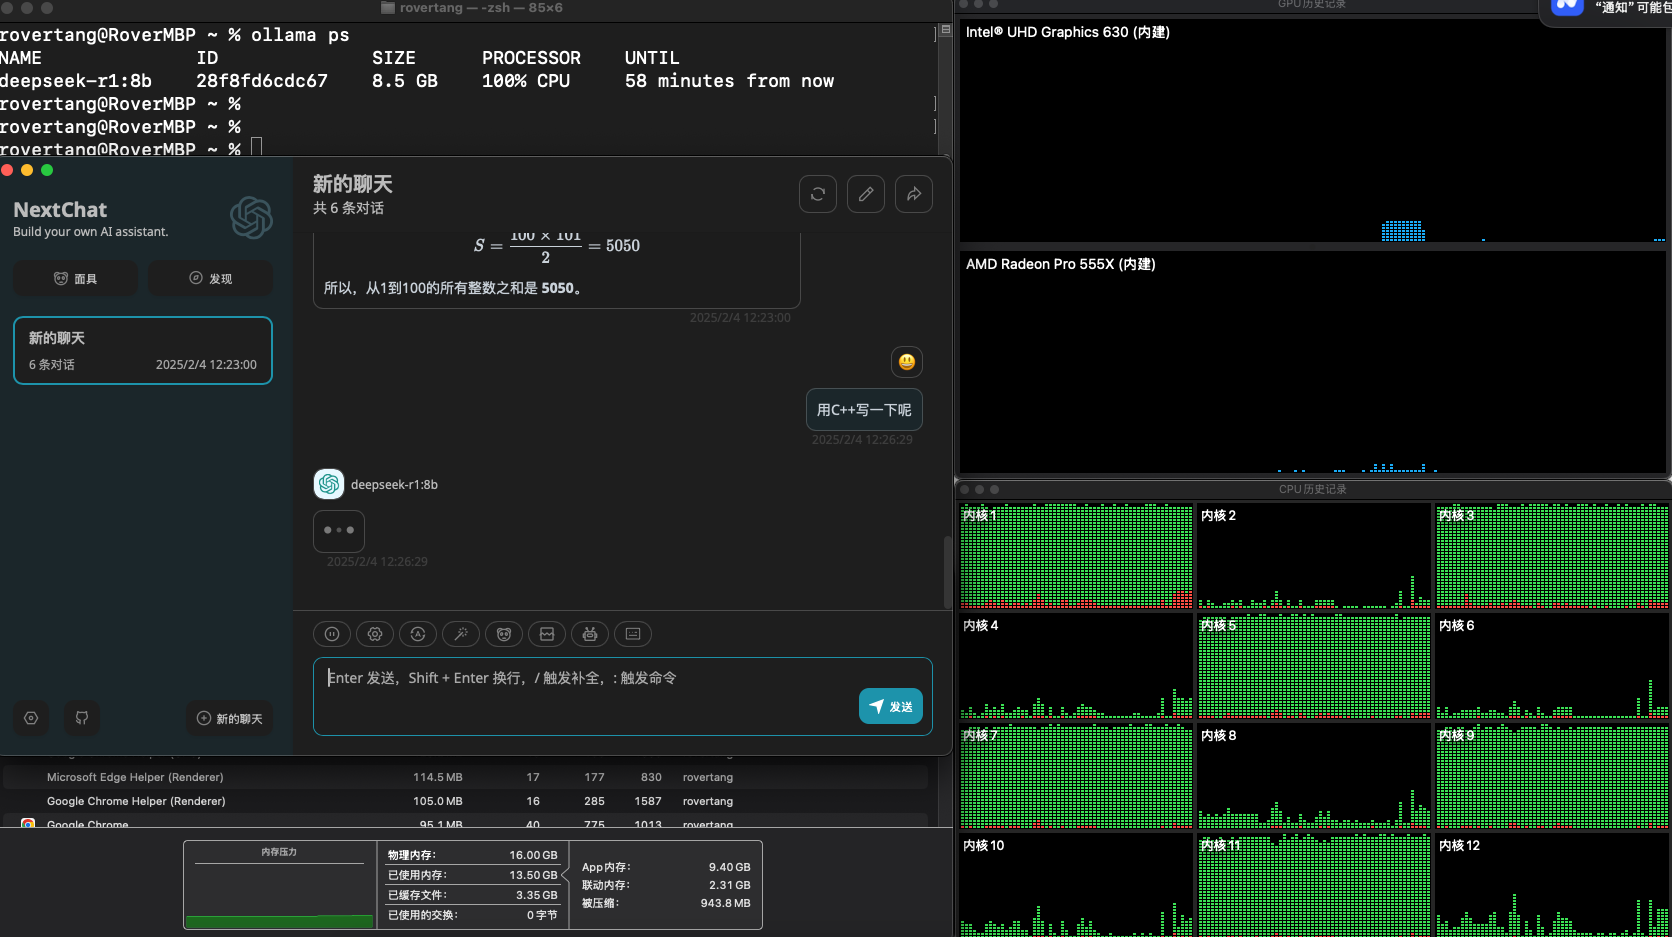 rovertang — -zsh — 85×6
rovertang@RoverMBP ~ % ollama ps
NAME ID SIZE PROCESSOR UNTIL
deepseek-r1:8b 28f8fd6cdc67 8.5 GB 100% CPU 58 minutes from now
rovertang@RoverMBP ~ %
rovertang@RoverMBP ~ %
rovertang@RoverMBP ~ %
NextChat
Build your own AI assistant.
面具
发现
新的聊天
6 条对话 2025/2/4 12:23:00
新的聊天
新的聊天
共 6 条对话
S = 100 × 101 / 2 = 5050
所以，从1到100的所有整数之和是 5050。
2025/2/4 12:23:00
用C++写一下呢
2025/2/4 12:26:29
deepseek-r1:8b
2025/2/4 12:26:29
Enter 发送，Shift + Enter 换行，/ 触发补全，: 触发命令
发送
Microsoft Edge Helper (Renderer) 114.5 MB 17 177 830 rovertang
Google Chrome Helper (Renderer) 105.0 MB 16 285 1587 rovertang
Google Chrome 95.1 MB 40 775 1013 rovertang
内存压力
物理内存： 16.00 GB
已使用内存： 13.50 GB
已缓存文件： 3.35 GB
已使用的交换： 0 字节
App内存： 9.40 GB
联动内存： 2.31 GB
被压缩： 943.8 MB
GPU历史记录
“通知”可能包
Intel® UHD Graphics 630 (内建)
AMD Radeon Pro 555X (内建)
CPU历史记录
内核 1
内核 2
内核 3
内核 4
内核 5
内核 6
内核 7
内核 8
内核 9
内核 10
内核 11
内核 12